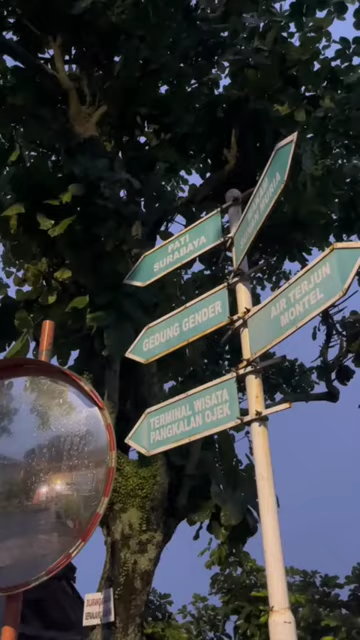 PATI
SURABAYA
GEDUNG GENDER
AIR TERJUN
MONTEL
TERMINAL WISATA
PANGKALAN OJEK